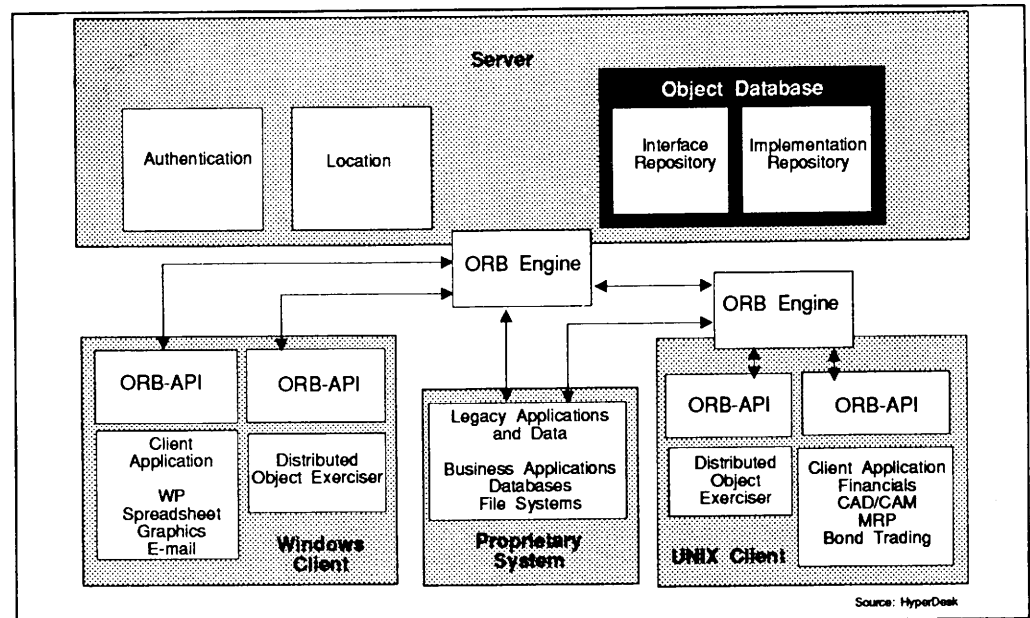 Server
Object Database
Authentication
Location
Interface
Repository
Implementation
Repository
ORB Engine
ORB Engine
ORB-API
ORB-API
Client
Application
WP
Spreadsheet
Graphics
E-mail
Distributed
Object Exerciser
Windows
Client
Legacy Applications
and Data
Business Applications
Databases
File Systems
Proprietary
System
ORB-API
ORB-API
Distributed
Object
Exerciser
Client Application
Financials
CAD/CAM
MRP
Bond Trading
UNIX Client
Source: HyperDesk